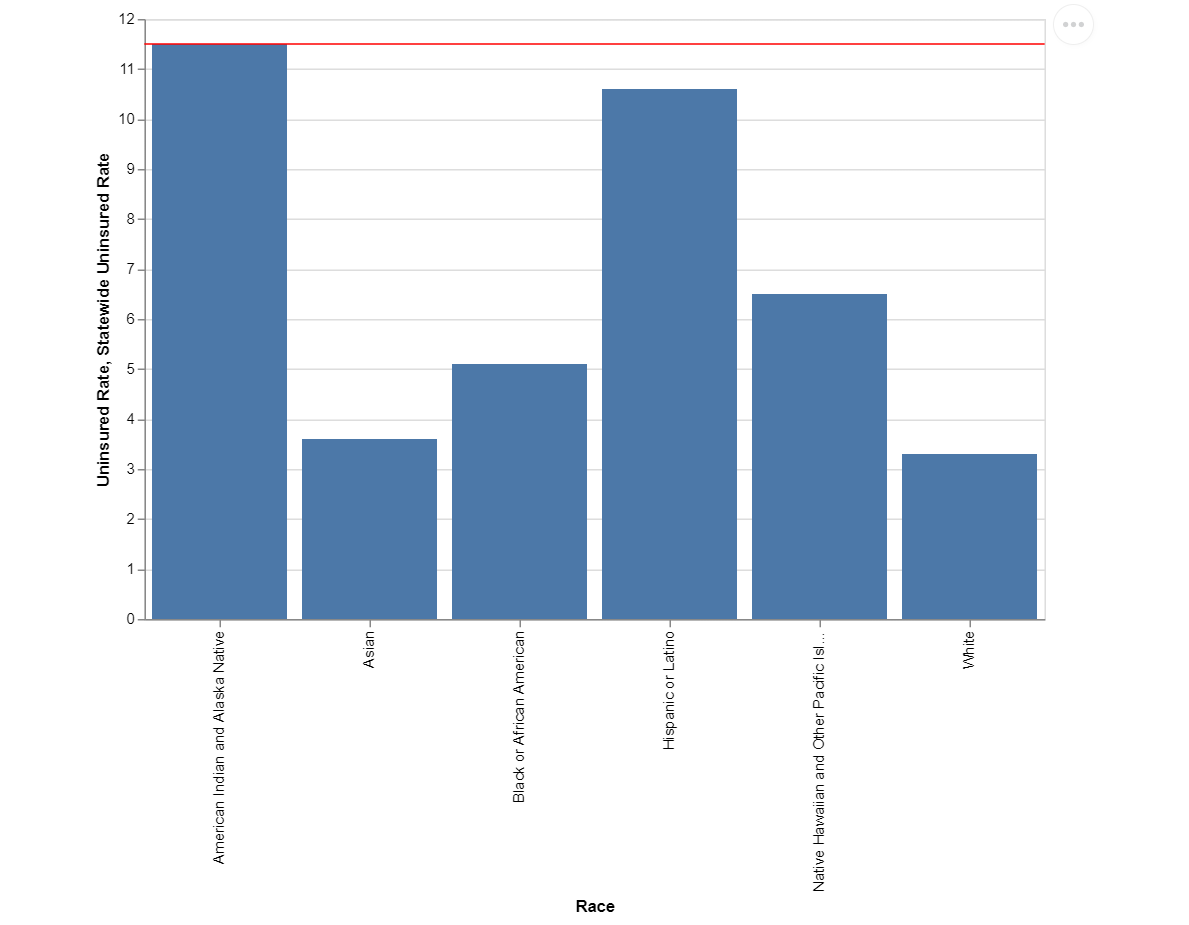 12
11
10
9
8
7
6
5
4
3
2
1
0
Uninsured Rate, Statewide Uninsured Rate
American Indian and Alaska Native
Asian
Black or African American
Hispanic or Latino
Native Hawaiian and Other Pacific Isl...
White
Race